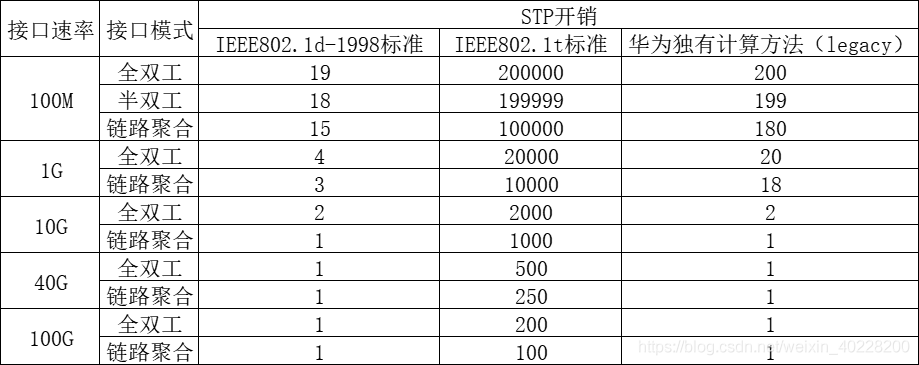 接口速率 接口模式 STP开销
IEEE802.1d-1998标准 IEEE802.1t标准 华为独有计算方法（legacy）
100M 全双工 19 200000 200
半双工 18 199999 199
链路聚合 15 100000 180
1G 全双工 4 20000 20
链路聚合 3 10000 18
10G 全双工 2 2000 2
链路聚合 1 1000 1
40G 全双工 1 500 1
链路聚合 1 250 1
100G 全双工 1 200 1
链路聚合 1 100 1
https://blog.csdn.net/weixin_40228200